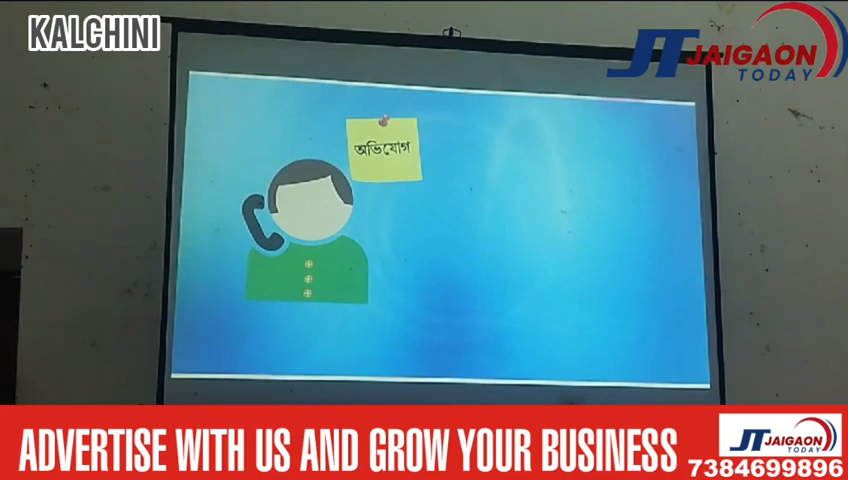 KALCHINI
JT JAIGAON
TODAY
অভিযোগ
ADVERTISE WITH US AND GROW YOUR BUSINESS
JT JAIGAON
TODAY
7384699896